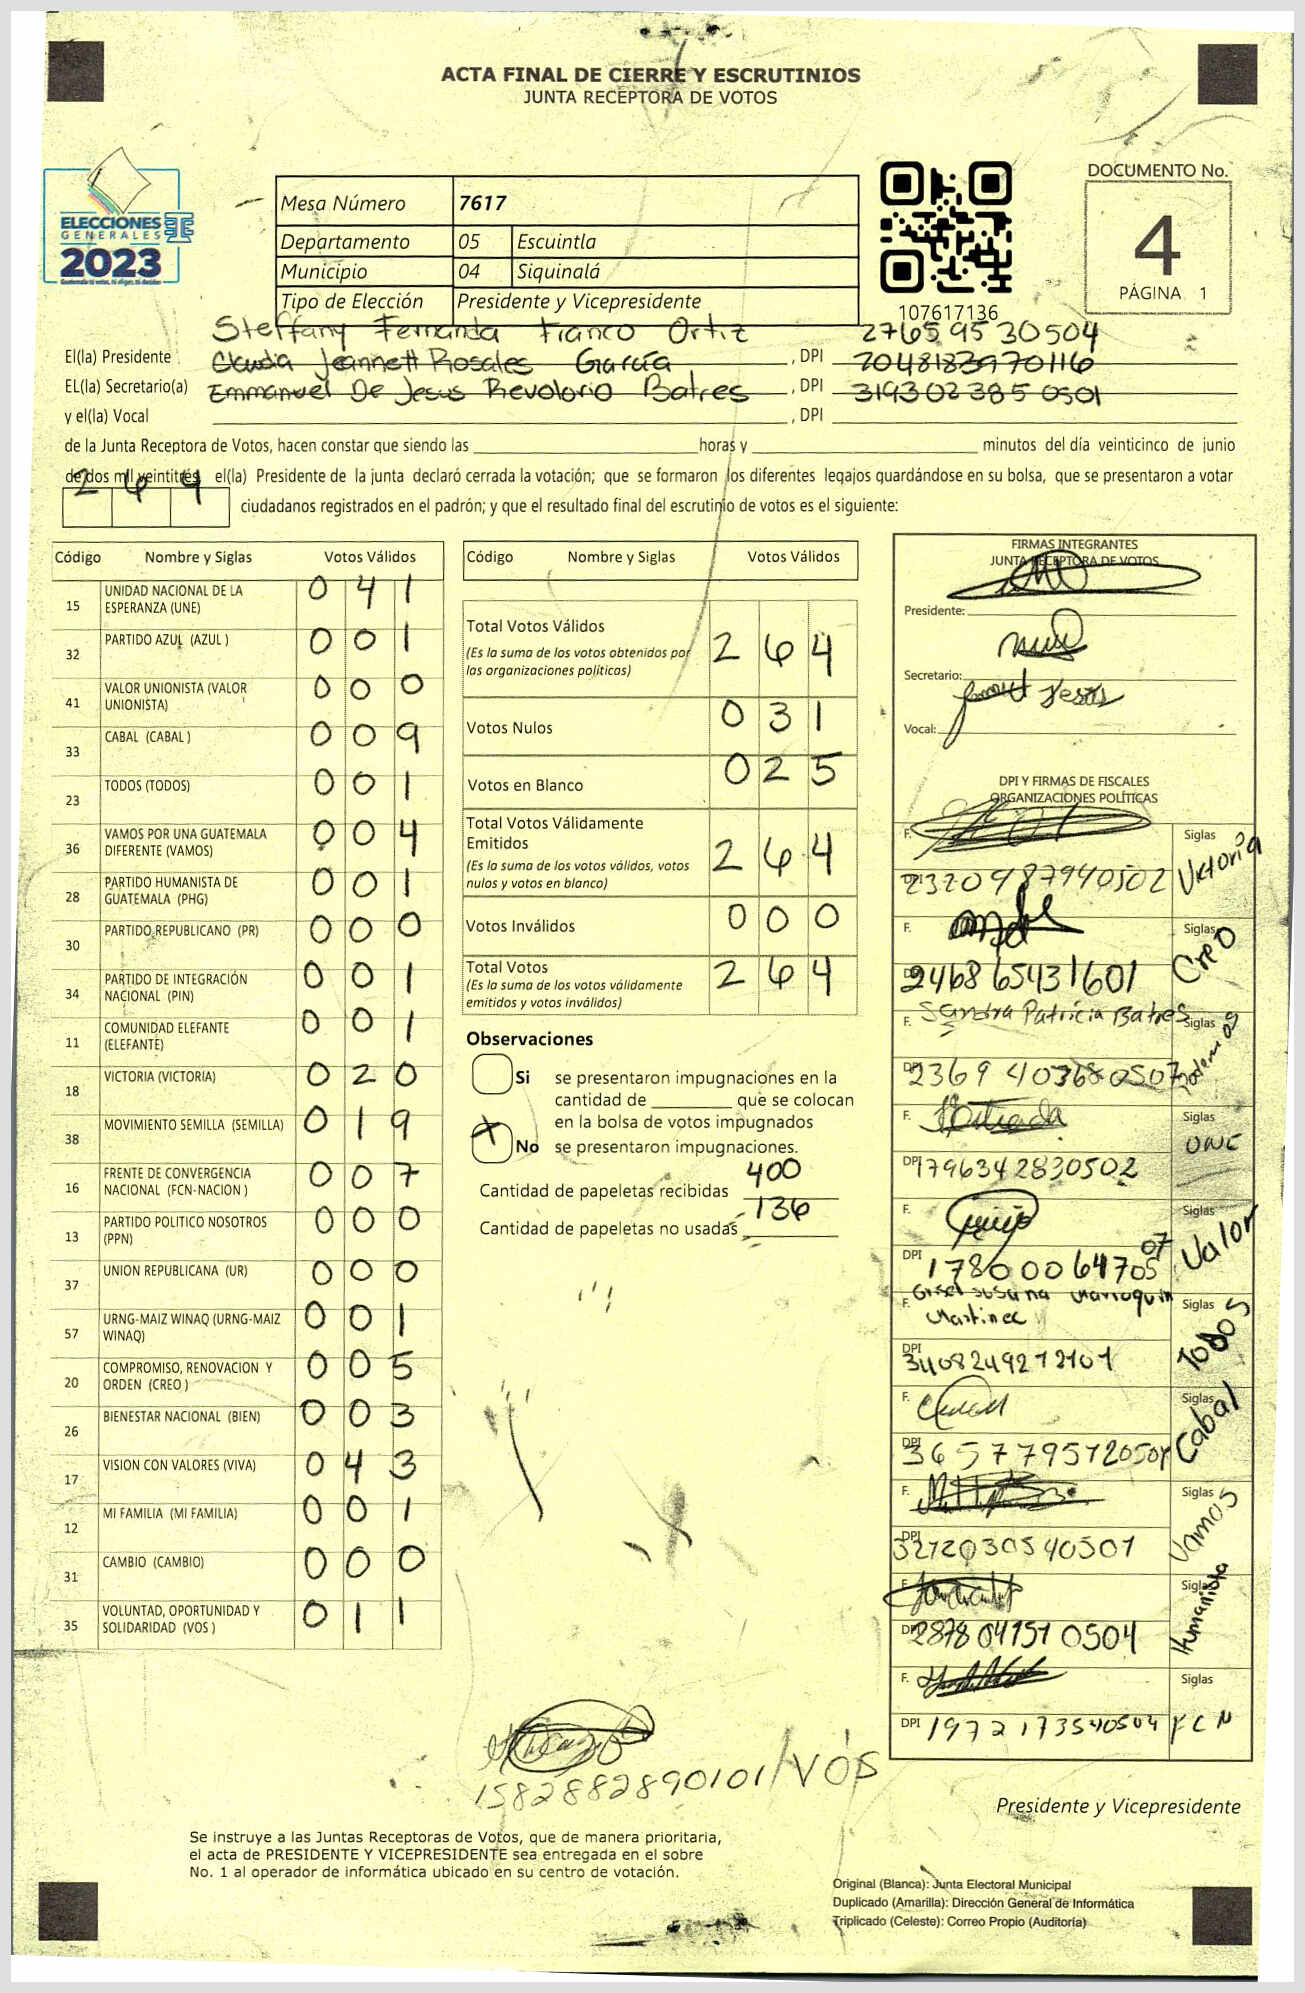 ACTA FINAL DE CIERRE Y ESCRUTINIOS
JUNTA RECEPTORA DE VOTOS
ELECCIONES
GENERALES
2023
Mesa Número 7617
Departamento 05 Escuintla
Municipio 04 Siquinalá
Tipo de Elección Presidente y Vicepresidente
107617136
DOCUMENTO No.
4
PÁGINA 1
Steffany Fernanda Franco Ortiz 2765 95 30504
El(la) Presidente Claudia Jeannett Rosales García , DPI 2048183970116
EL(la) Secretario(a) Emmanuel De Jesus Revolorio Batres , DPI 319302385 0501
y el(la) Vocal , DPI
de la Junta Receptora de Votos, hacen constar que siendo las horas y minutos del día veinticinco de junio
de dos mil veintitrés, el(la) Presidente de la junta declaró cerrada la votación; que se formaron los diferentes legajos guardándose en su bolsa, que se presentaron a votar
264 ciudadanos registrados en el padrón; y que el resultado final del escrutinio de votos es el siguiente:
Código Nombre y Siglas Votos Válidos
15 UNIDAD NACIONAL DE LA ESPERANZA (UNE) 0 4 1
32 PARTIDO AZUL (AZUL ) 0 0 1
41 VALOR UNIONISTA (VALOR UNIONISTA) 0 0 0
33 CABAL (CABAL ) 0 0 9
23 TODOS (TODOS) 0 0 1
36 VAMOS POR UNA GUATEMALA DIFERENTE (VAMOS) 0 0 4
28 PARTIDO HUMANISTA DE GUATEMALA (PHG) 0 0 1
30 PARTIDO REPUBLICANO (PR) 0 0 0
34 PARTIDO DE INTEGRACIÓN NACIONAL (PIN) 0 0 1
11 COMUNIDAD ELEFANTE (ELEFANTE) 0 0 1
18 VICTORIA (VICTORIA) 0 2 0
38 MOVIMIENTO SEMILLA (SEMILLA) 0 1 9
16 FRENTE DE CONVERGENCIA NACIONAL (FCN-NACION ) 0 0 7
13 PARTIDO POLITICO NOSOTROS (PPN) 0 0 0
37 UNION REPUBLICANA (UR) 0 0 0
57 URNG-MAIZ WINAQ (URNG-MAIZ WINAQ) 0 0 1
20 COMPROMISO, RENOVACION Y ORDEN (CREO ) 0 0 5
26 BIENESTAR NACIONAL (BIEN) 0 0 3
17 VISION CON VALORES (VIVA) 0 4 3
12 MI FAMILIA (MI FAMILIA) 0 0 1
31 CAMBIO (CAMBIO) 0 0 0
35 VOLUNTAD, OPORTUNIDAD Y SOLIDARIDAD (VOS ) 0 1 1
Código Nombre y Siglas Votos Válidos
Total Votos Válidos 2 6 4
(Es la suma de los votos obtenidos por
las organizaciones políticas)
Votos Nulos 0 3 1
Votos en Blanco 0 2 5
Total Votos Válidamente
Emitidos 2 6 4
(Es la suma de los votos válidos, votos
nulos y votos en blanco)
Votos Inválidos 0 0 0
Total Votos 2 6 4
(Es la suma de los votos válidamente
emitidos y votos inválidos)
Observaciones
Si se presentaron impugnaciones en la
cantidad de que se colocan
en la bolsa de votos impugnados
X No se presentaron impugnaciones.
Cantidad de papeletas recibidas 400
Cantidad de papeletas no usadas 136
FIRMAS INTEGRANTES
JUNTA RECEPTORA DE VOTOS
Presidente:
Secretario:
Vocal:
DPI Y FIRMAS DE FISCALES
ORGANIZACIONES POLÍTICAS
F. Siglas Victoria
DPI 2320987940502
F. Siglas Creo
DPI 2468 65431601
F. Sandra Patricia Batres Siglas Podemos
DPI 2369 40368 0507
F. Siglas UNE
DPI 1796342830502
F. Siglas Valor
DPI 178000 64705 07
F. Gisel Susana Marroquin Siglas Todos
Martinez
DPI 3408249212101
F. Siglas Cabal
DPI 3657795120504
F. Siglas Vamos
DPI 3212030540501
F. Siglas Humanista
DPI 2878 04151 0504
F. Siglas FCN
DPI 1972173540504
1582882890101/VOS
Presidente y Vicepresidente
Se instruye a las Juntas Receptoras de Votos, que de manera prioritaria,
el acta de PRESIDENTE Y VICEPRESIDENTE sea entregada en el sobre
No. 1 al operador de informática ubicado en su centro de votación.
Original (Blanca): Junta Electoral Municipal
Duplicado (Amarilla): Dirección General de Informática
Triplicado (Celeste): Correo Propio (Auditoría)